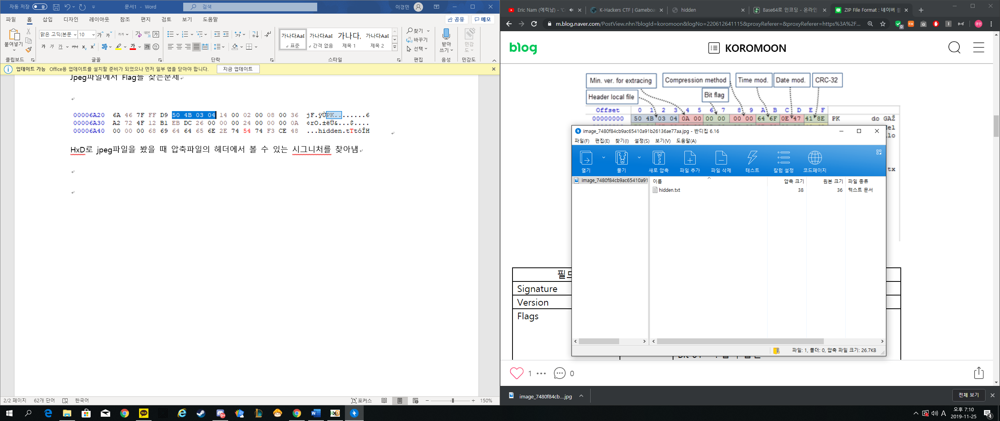 자동 저장 끔 문서1 - Word 검색 이경민
파일 홈 삽입 디자인 레이아웃 참조 편지 검토 보기 도움말 공유 메모
붙여넣기 맑은 고딕(본문 10 가 가 가가 내천 가
가 가 가 가나 x₂ x² 가 가 가 인
가나다AaB 가나다AaB 가나다, 가나다AaB
표준 간격 없음 제목 1 제목 2
찾기 바꾸기 선택
받아쓰기 민감도
클립보드 글꼴 단락 스타일 편집 음성 민감도
업데이트 가능 Office용 업데이트를 설치할 준비가 되었으나 먼저 일부 앱을 닫아야 합니다. 지금 업데이트
Jpeg파일에서 Flag를 찾는문제
00006A20 6A 46 7F FF D9 50 4B 03 04 14 00 02 00 08 00 36 jF.ÿÙPK.......6
00006A30 A2 72 4F 12 B1 EB DC 26 00 00 00 24 00 00 00 0A ¢rO.±ëÜ&...$....
00006A40 00 00 00 68 69 64 64 65 6E 2E 74 54 74 F3 CE 48 ...hidden.tTtóÎH
HxD로 jpeg파일을 봤을 때 압축파일의 헤더에서 볼 수 있는 시그니처를 찾아냄
2/2 페이지 62개 단어 한국어 포커스 150%
Eric Nam (에릭남) - 'C K-Hackers CTF | Gameboa hidden Base64로 인코딩 - 온라인 ZIP File Format : 네이버 블
m.blog.naver.com/PostView.nhn?blogId=koromoon&logNo=220612641115&proxyReferer=&proxyReferer=https%3A%2F... 경민
blog KOROMOON
Min. ver. for extracing Compression method Time mod. Date mod. CRC-32
Header local file Bit flag
Offset 0 1 2 3 4 5 6 7 8 9 A B C D E F
00000000 50 4B 03 04 0A 00 00 00 00 00 64 6F 0E 47 41 8E PK do GAŽ
lo
tx
image_7480f84cb9ac65410a91b26136ae77aa.jpg - 반디집 6.16
파일(F) 편집(E) 찾기(I) 설정(S) 보기(V) 도움말(A)
열기 풀기 새로 압축 파일 추가 파일 삭제 테스트 칼럼 설정 코드페이지
image_7480f84cb9ac65410a91
이름 압축 크기 원본 크기 파일 종류
hidden.txt 38 36 텍스트 문서
파일: 1, 폴더: 0, 압축 파일 크기: 26.7KB
Signature
Version
Flags
1 0
image_7480f84cb....jpg 전체 보기
TALK 9+ HXD A 오후 7:10
2019-11-25 4